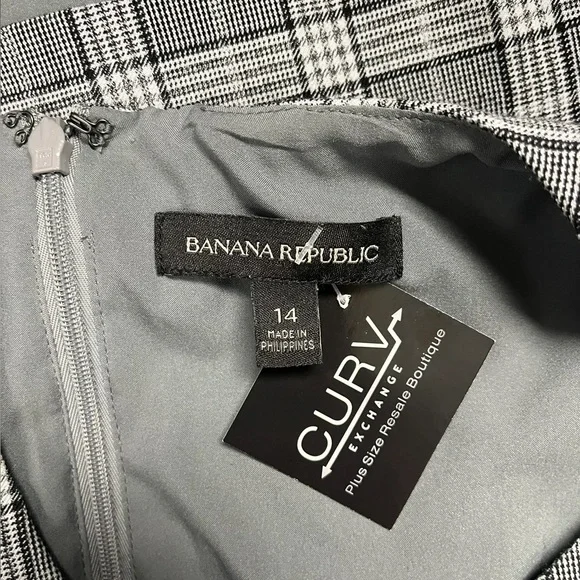 BANANA REPUBLIC
14
MADE IN
PHILIPPINES
CURV
EXCHANGE
Plus Size Resale Boutique